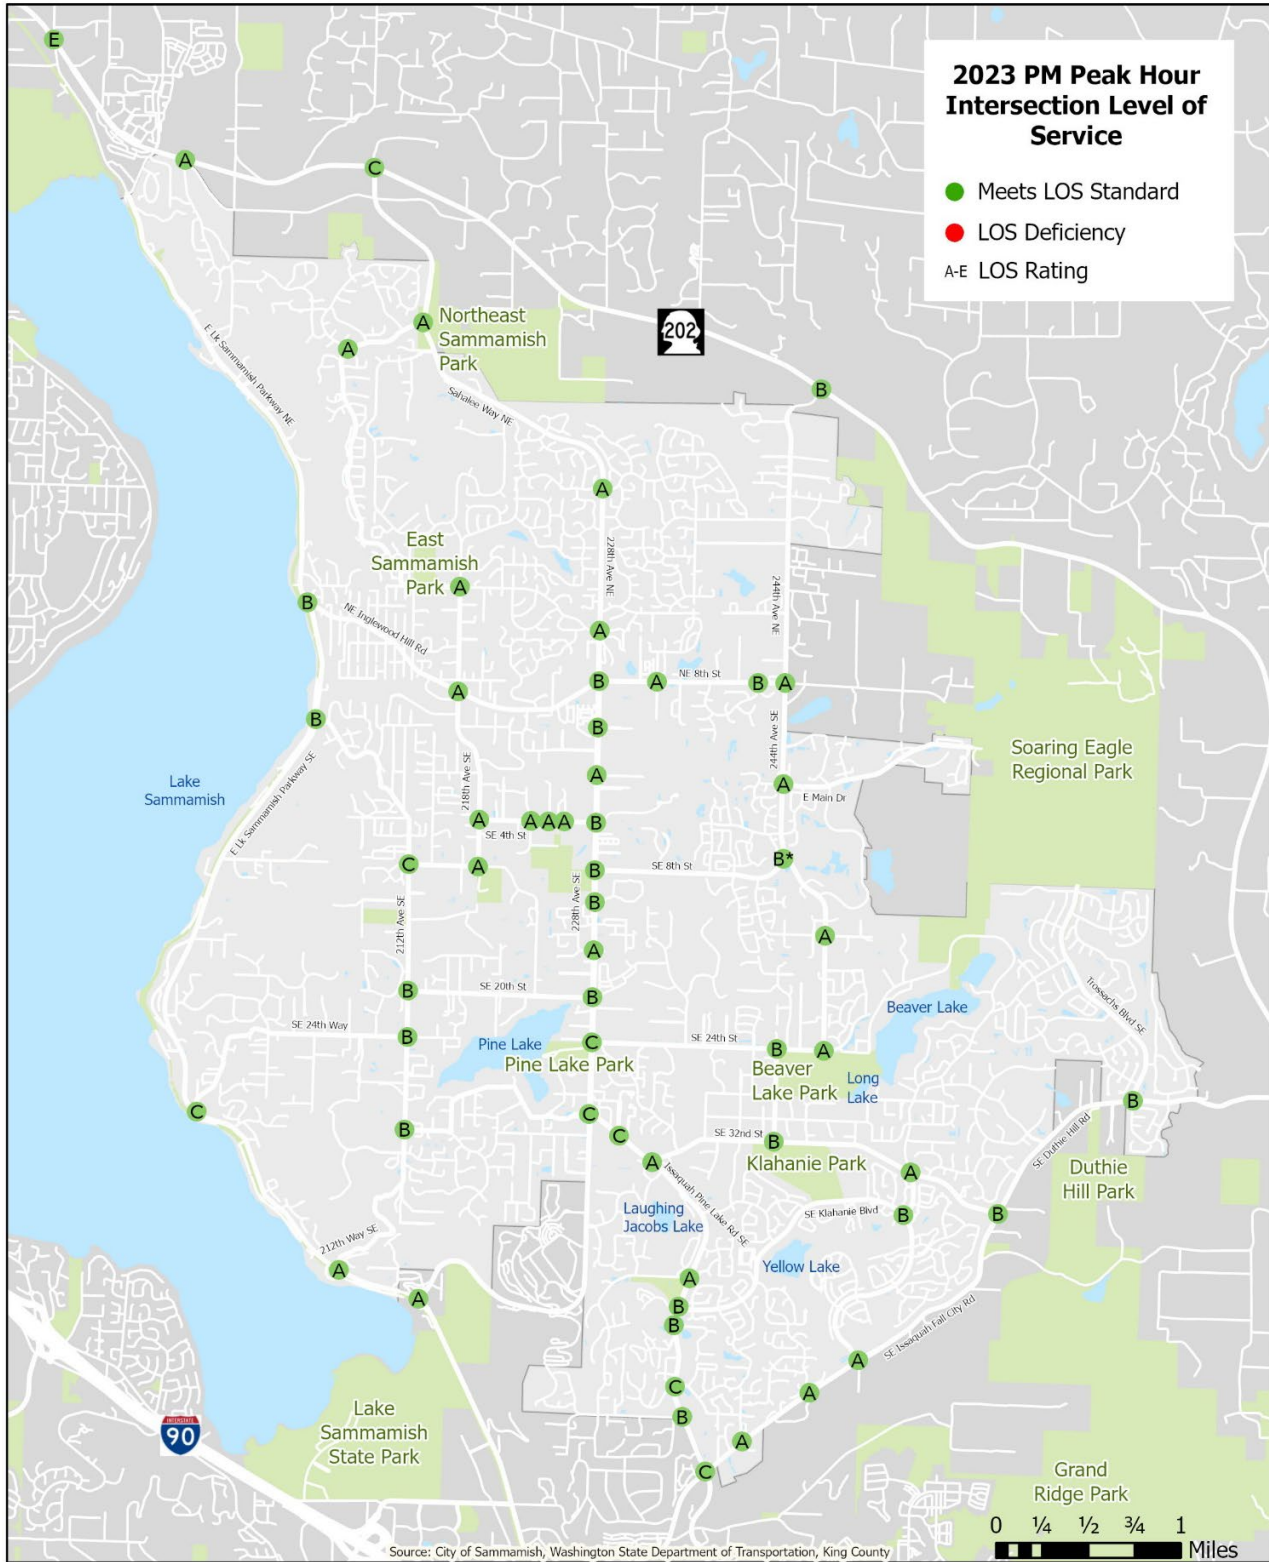 2023 PM Peak Hour
Intersection Level of
Service
Meets LOS Standard
LOS Deficiency
A-E LOS Rating
E
A
C
202
A
Northeast
Sammamish
Park
A
B
E Lk Sammamish Parkway NE
Sahalee Way NE
A
228th Ave NE
East
Sammamish
Park
A
244th Ave NE
B
NE Inglewood Hill Rd
A
B
A
NE 8th St
B
A
A
B
B
244th Ave SE
Soaring Eagle
Regional Park
Lake
Sammamish
E Lk Sammamish Parkway SE
218th Ave SE
A
A
E Main Dr
A
A
A
A
B
SE 4th St
C
A
B
SE 8th St
B*
B
228th Ave SE
212th Ave SE
A
A
B
SE 20th St
B
Beaver Lake
Trossachs Blvd SE
SE 24th Way
B
Pine Lake
Pine Lake Park
C
SE 24th St
B
A
Beaver
Lake Park
Long
Lake
C
B
C
C
SE 32nd St
B
B
SE Duthie Hill Rd
A
Klahanie Park
A
Duthie
Hill Park
Issaquah Pine Lake Rd SE
Laughing
Jacobs Lake
SE Klahanie Blvd
B
B
212th Way SE
A
A
Yellow Lake
A
B
B
SE Issaquah Fall City Rd
A
C
A
B
A
C
Lake
Sammamish
State Park
INTERSTATE
90
Grand
Ridge Park
0 ¼ ½ ¾ 1
Miles
Source: City of Sammamish, Washington State Department of Transportation, King County